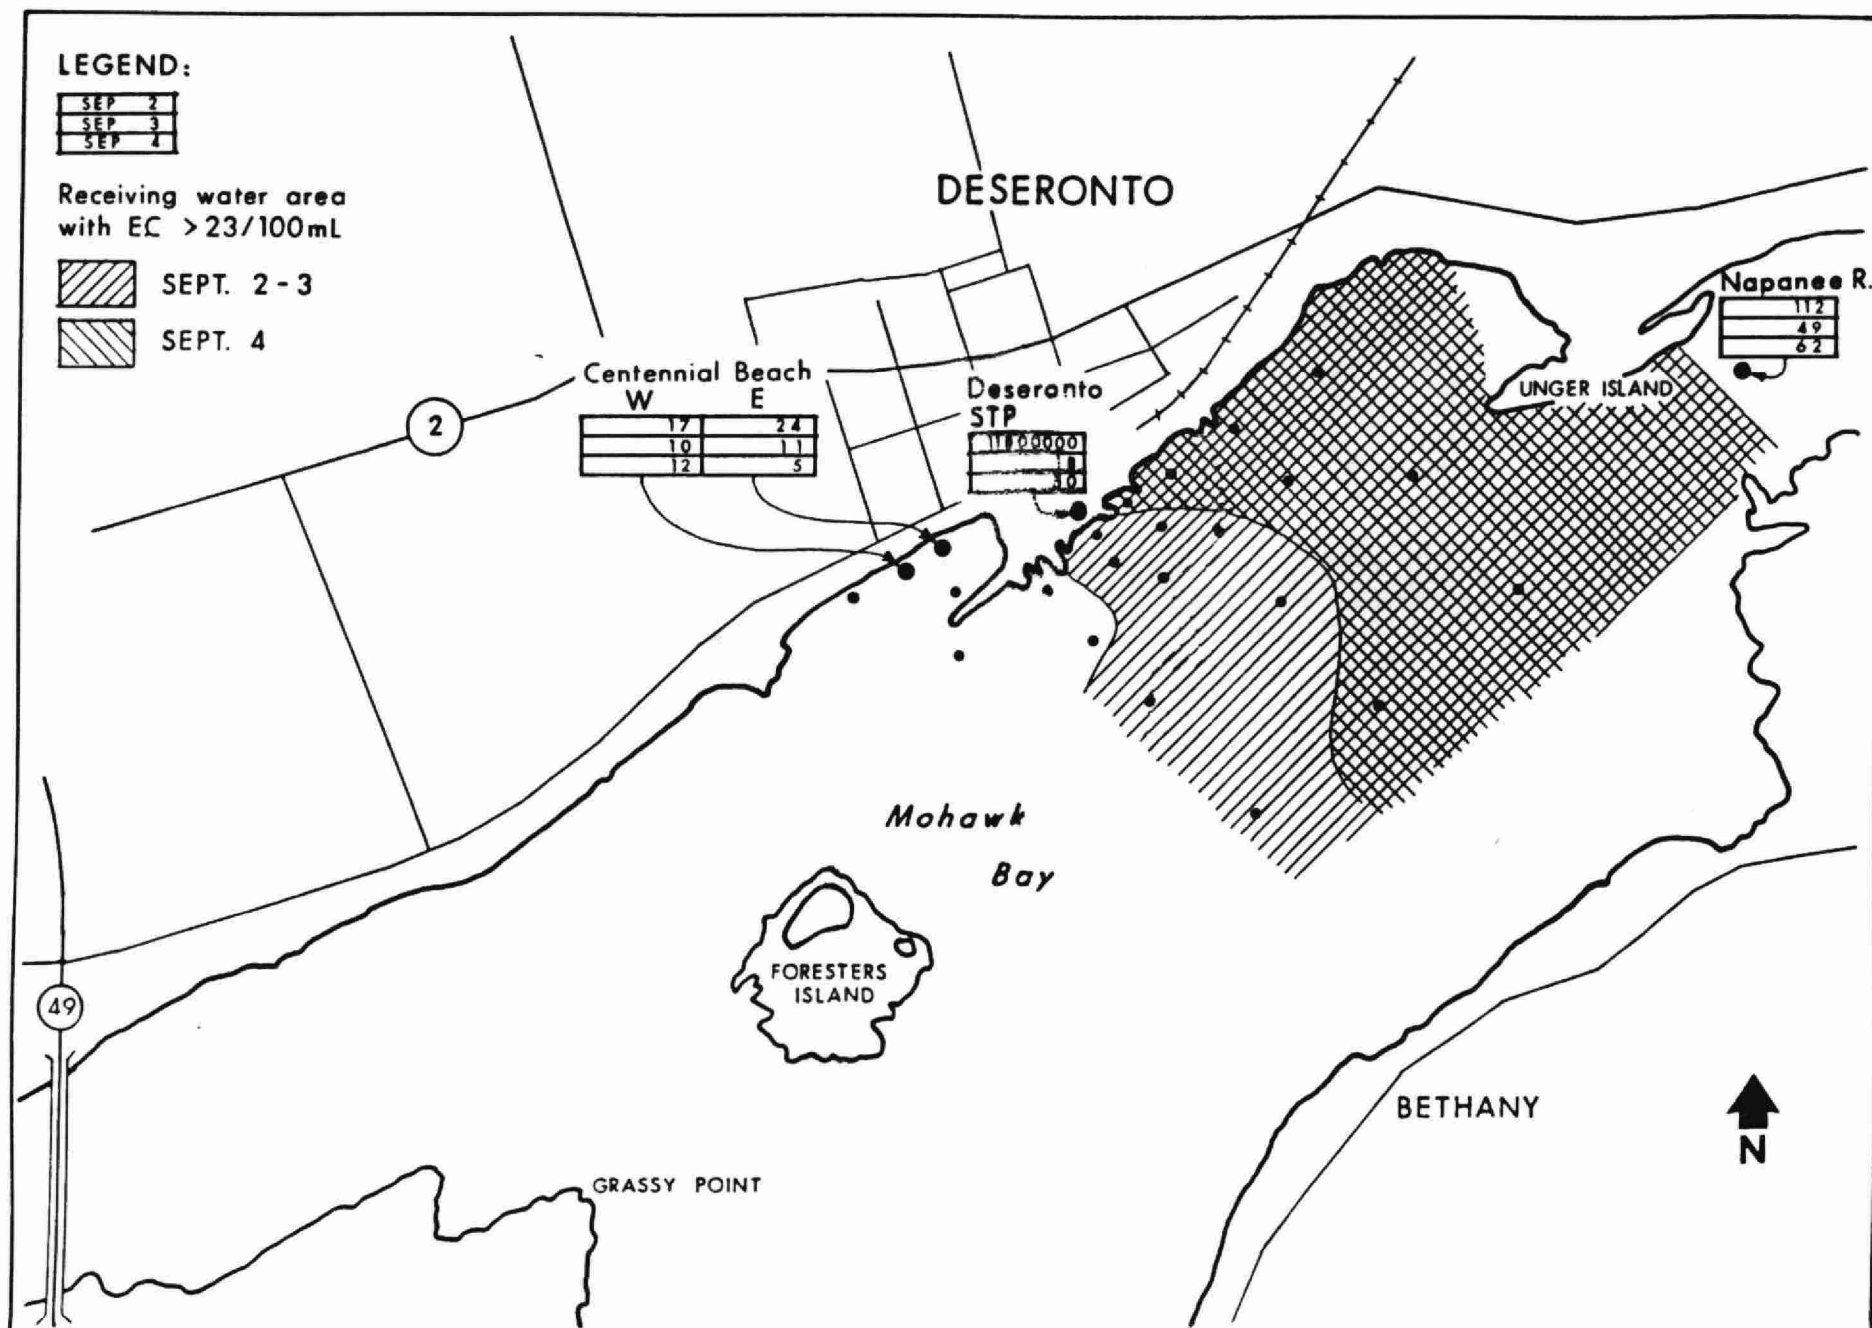 LEGEND:
SEP 2
SEP 3
SEP 4
Receiving water area
with EC >23/100mL
SEPT. 2-3
SEPT. 4
DESERONTO
Napanee R.
112
49
62
Centennial Beach
W E
17 24
10 11
12 5
Deseranto
STP
0
UNGER ISLAND
2
Mohawk
Bay
FORESTERS
ISLAND
49
BETHANY
N
GRASSY POINT